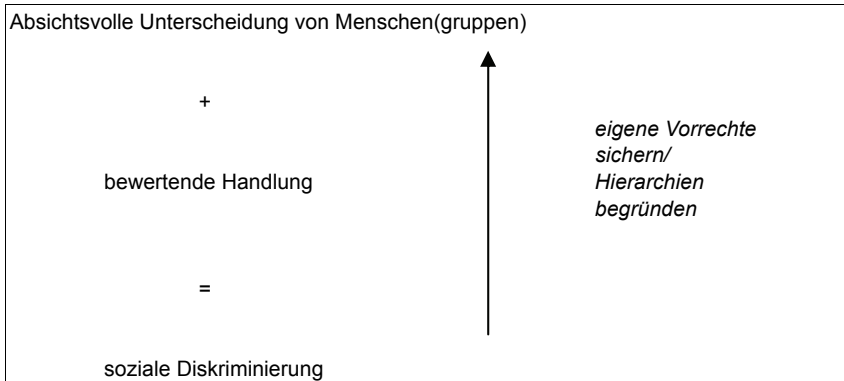 Absichtsvolle Unterscheidung von Menschen(gruppen)
+
bewertende Handlung
=
soziale Diskriminierung
eigene Vorrechte
sichern/
Hierarchien
begründen